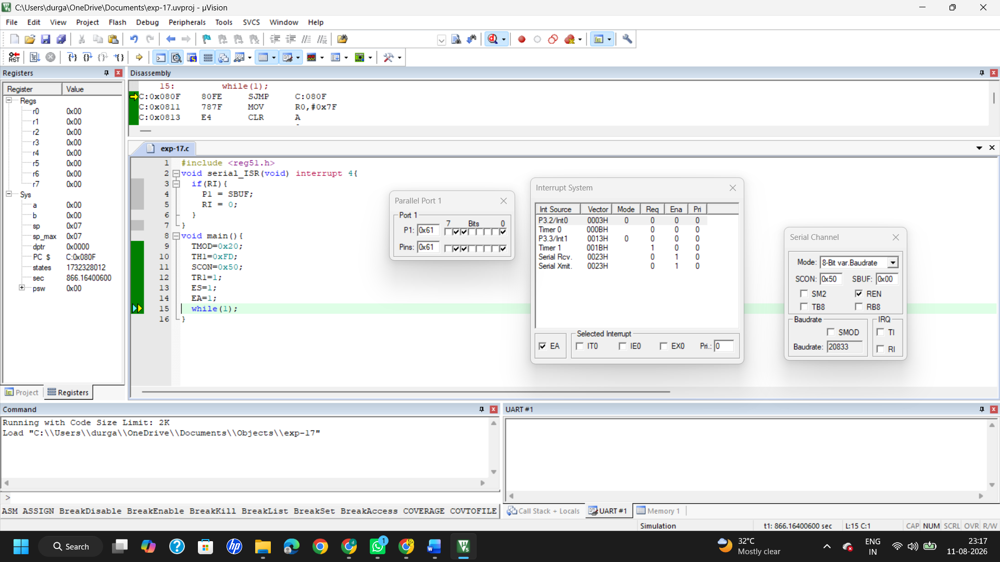 C:\Users\durga\OneDrive\Documents\exp-17.uvproj - µVision
File Edit View Project Flash Debug Peripherals Tools SVCS Window Help
Registers
Register Value
Regs
r0 0x00
r1 0x00
r2 0x00
r3 0x00
r4 0x00
r5 0x00
r6 0x00
r7 0x00
Sys
a 0x00
b 0x00
sp 0x07
sp_max 0x07
dptr 0x0000
PC $ C:0x080F
states 1732328012
sec 866.16400600
psw 0x00
Project Registers
Disassembly
15: while(1);
C:0x080F 80FE SJMP C:080F
C:0x0811 787F MOV R0,#0x7F
C:0x0813 E4 CLR A
exp-17.c
1 #include <reg51.h>
2 void serial_ISR(void) interrupt 4{
3 if(RI){
4 P1 = SBUF;
5 RI = 0;
6 }
7 }
8 void main(){
9 TMOD=0x20;
10 TH1=0xFD;
11 SCON=0x50;
12 TR1=1;
13 ES=1;
14 EA=1;
15 while(1);
16 }
Parallel Port 1
Port 1
7 Bits 0
P1: 0x61
Pins: 0x61
Interrupt System
Int Source Vector Mode Req Ena Pri
P3.2/Int0 0003H 0 0 0 0
Timer 0 000BH 0 0 0
P3.3/Int1 0013H 0 0 0 0
Timer 1 001BH 1 0 0
Serial Rcv. 0023H 0 1 0
Serial Xmit. 0023H 0 1 0
Selected Interrupt
EA IT0 IE0 EX0 Pri.: 0
Serial Channel
Mode: 8-Bit var.Baudrate
SCON: 0x50 SBUF: 0x00
SM2 REN
TB8 RB8
Baudrate IRQ
SMOD TI
Baudrate: 20833 RI
Command
Running with Code Size Limit: 2K
Load "C:\\Users\\durga\\OneDrive\\Documents\\Objects\\exp-17"
>
ASM ASSIGN BreakDisable BreakEnable BreakKill BreakList BreakSet BreakAccess COVERAGE COVTOFILE
UART #1
Call Stack + Locals UART #1 Memory 1
Simulation t1: 866.16400600 sec L:15 C:1 CAP NUM SCRL OVR R/W
Search
1
32°C
Mostly clear
ENG
IN
23:17
11-08-2026